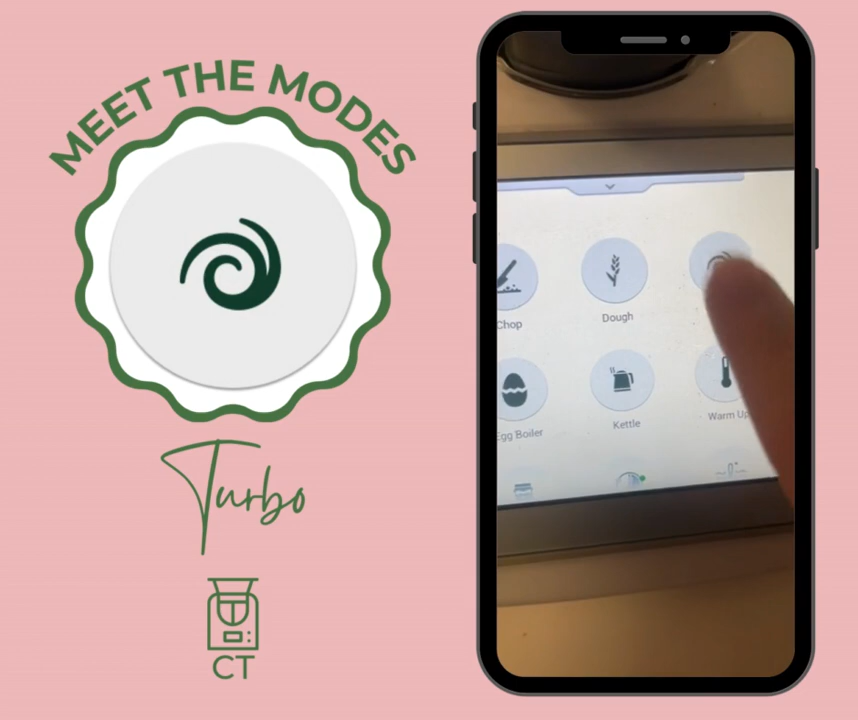 MEET THE MODES
Turbo
CT
Chop
Dough
Egg Boiler
Kettle
Warm Up